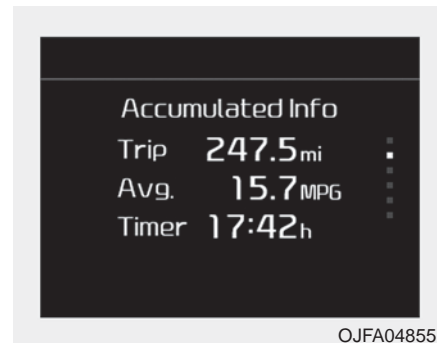 Accumulated Info
Trip 247.5mi
Avg. 15.7MPG
Timer 17:42h
OJFA04855